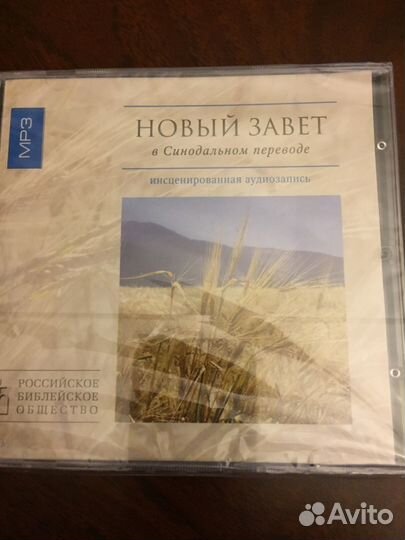 MP3
НОВЫЙ ЗАВЕТ
в Синодальном переводе
инсценированная аудиозапись
РОССИЙСКОЕ
БИБЛЕЙСКОЕ
ОБЩЕСТВО
Avito